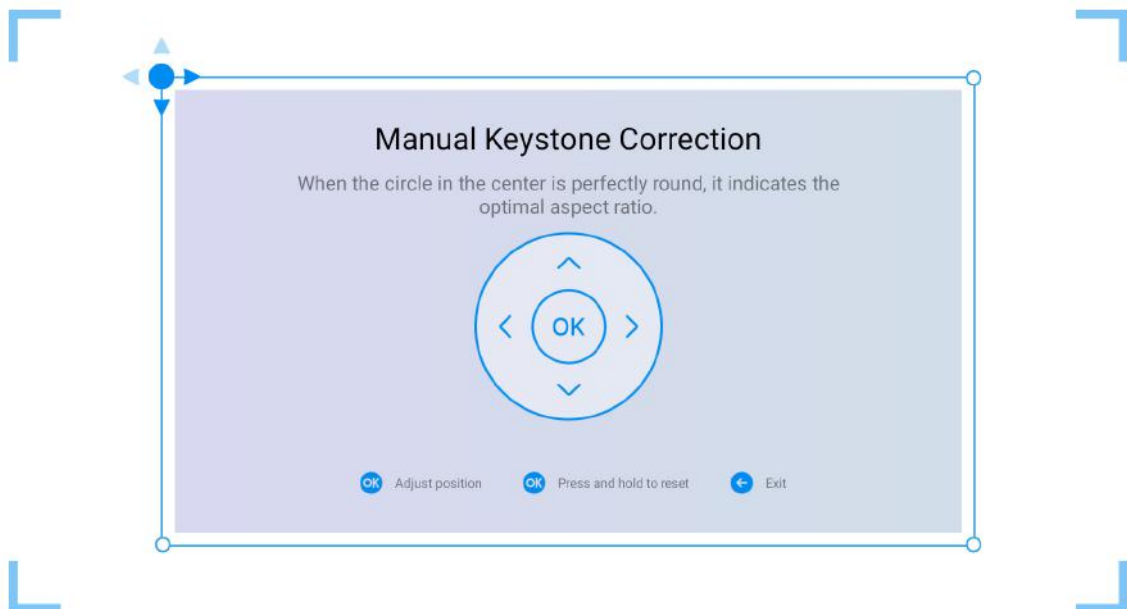 Manual Keystone Correction
When the circle in the center is perfectly round, it indicates the
optimal aspect ratio.
OK
OK Adjust position OK Press and hold to reset Exit